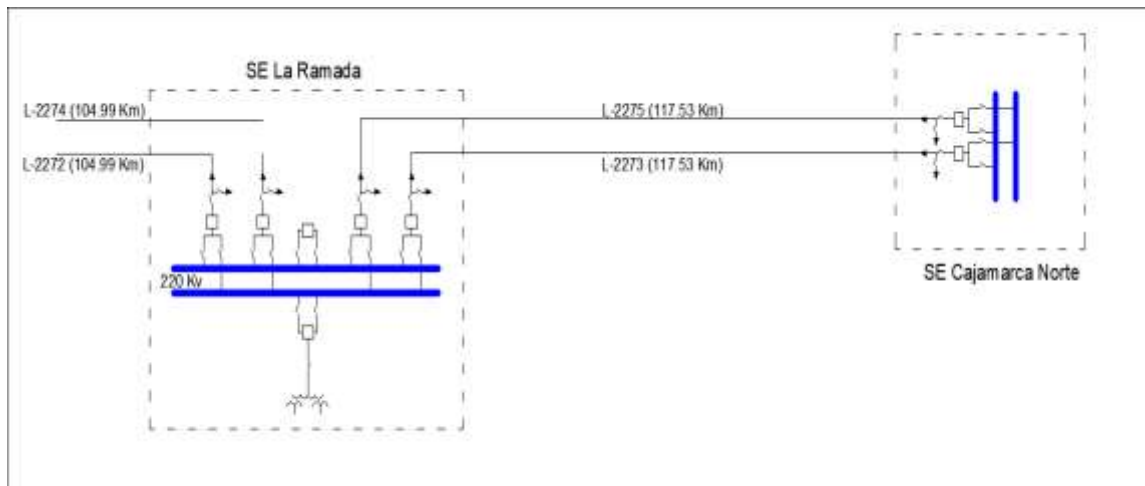 SE La Ramada
L-2274 (104.99 Km)
L-2275 (117.53 Km)
L-2272 (104.99 Km)
L-2273 (117.53 Km)
220 Kv
SE Cajamarca Norte